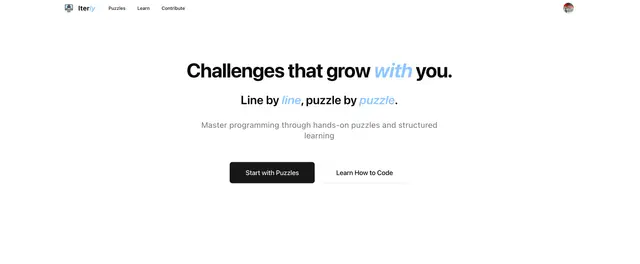 Iterly Puzzles Learn Contribute
Challenges that grow with you.
Line by line, puzzle by puzzle.
Master programming through hands-on puzzles and structured
learning
Start with Puzzles Learn How to Code